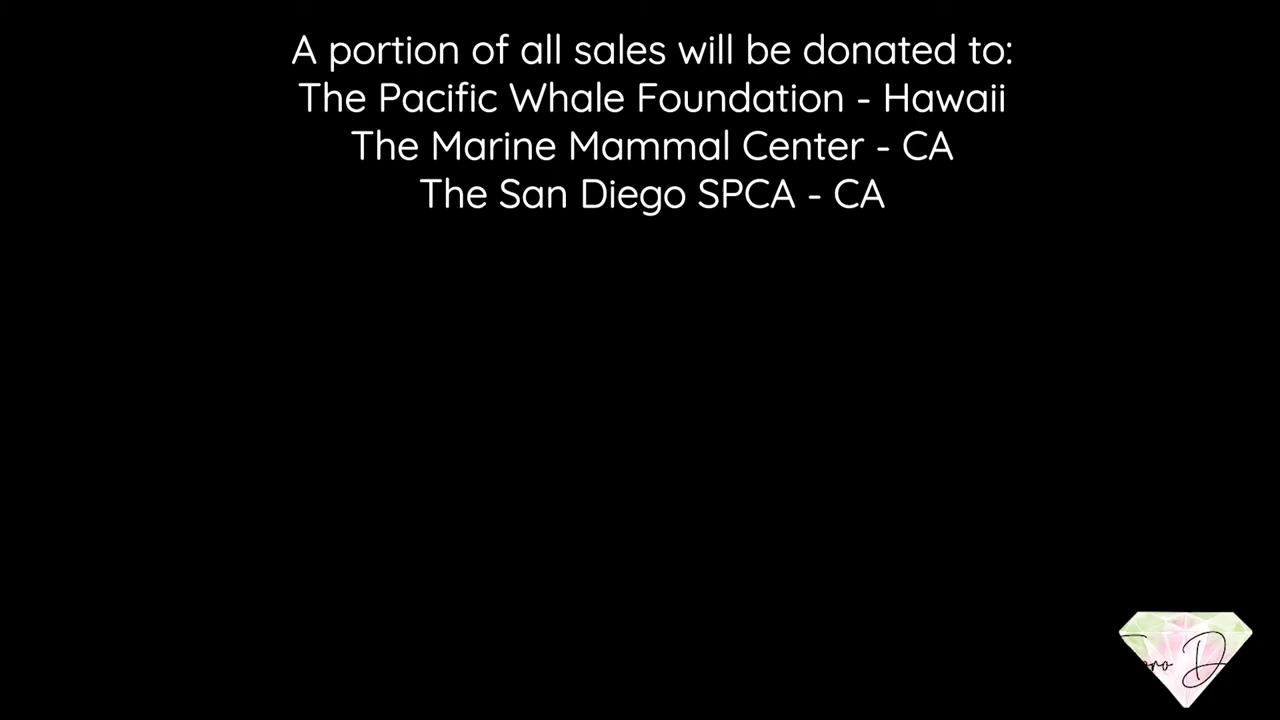 A portion of all sales will be donated to:
The Pacific Whale Foundation - Hawaii
The Marine Mammal Center - CA
The San Diego SPCA - CA